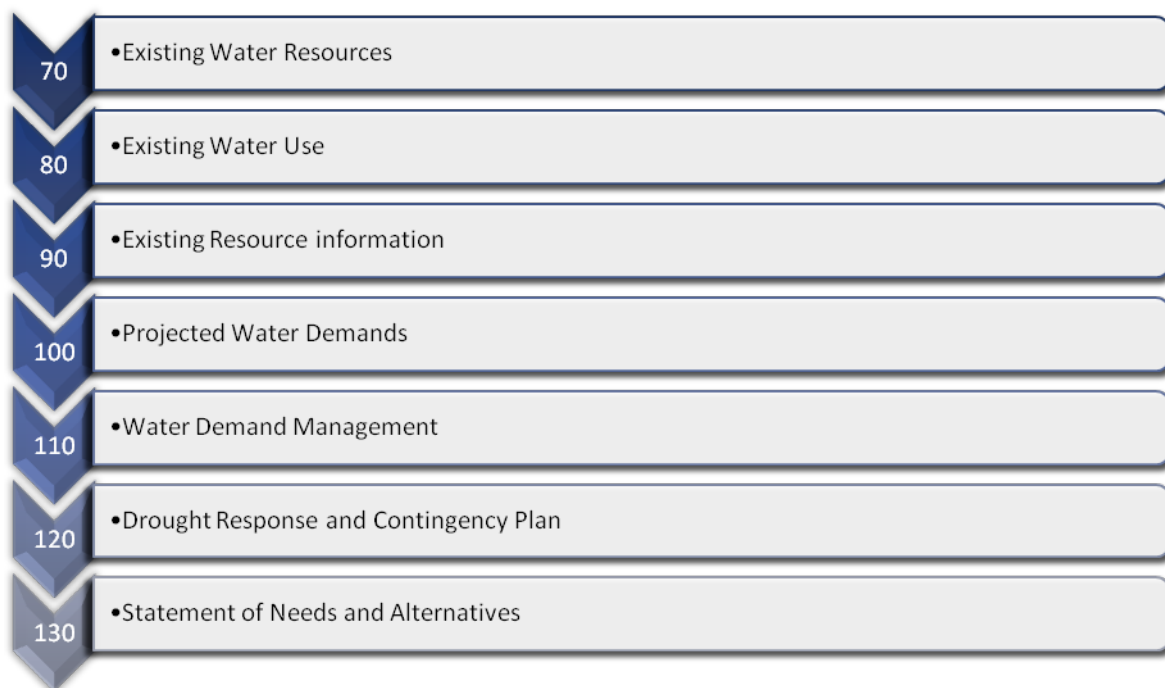 70
•Existing Water Resources
80
•Existing Water Use
90
•Existing Resource information
100
•Projected Water Demands
110
•Water Demand Management
120
•Drought Response and Contingency Plan
130
•Statement of Needs and Alternatives